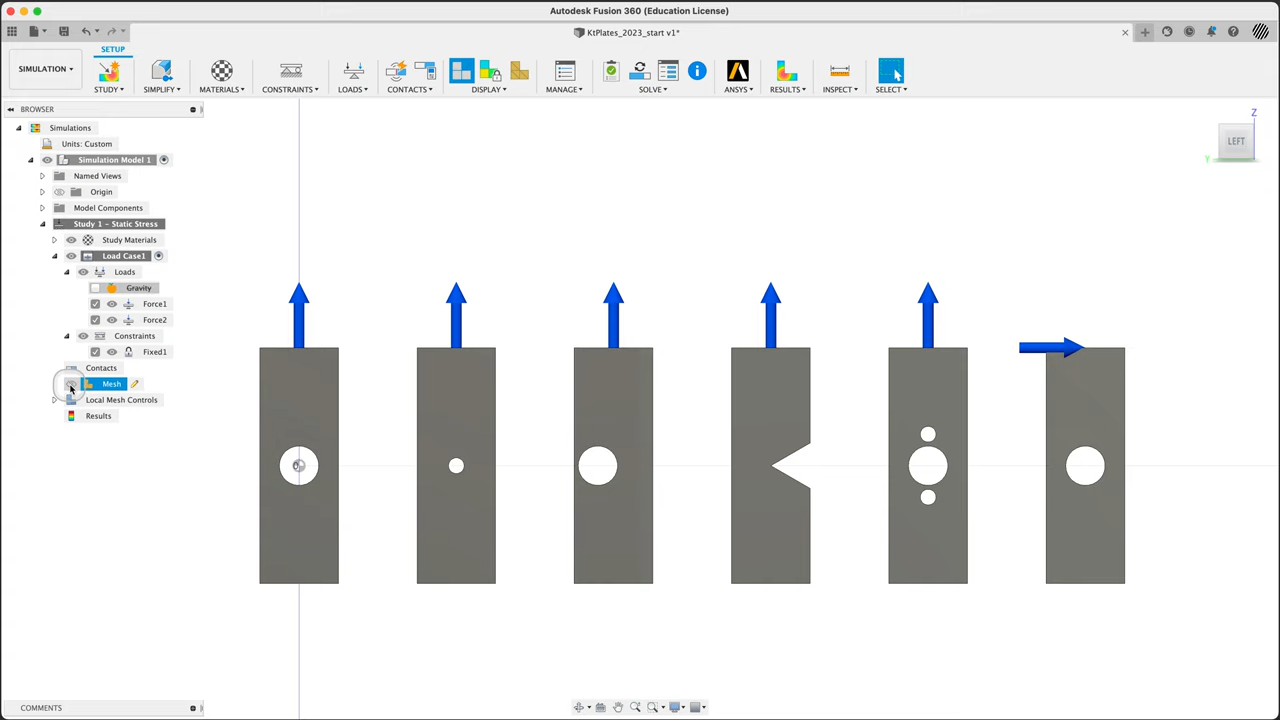 Autodesk Fusion 360 (Education License)
KtPlates_2023_start v1*
SETUP
SIMULATION
STUDY
SIMPLIFY
MATERIALS
CONSTRAINTS
LOADS
CONTACTS
DISPLAY
MANAGE
SOLVE
ANSYS
RESULTS
INSPECT
SELECT
BROWSER
Simulations
Units: Custom
Simulation Model 1
Named Views
Origin
Model Components
Study 1 - Static Stress
Study Materials
Load Case1
Loads
Gravity
Force1
Force2
Constraints
Fixed1
Contacts
Mesh
Local Mesh Controls
Results
Z
LEFT
Y
COMMENTS